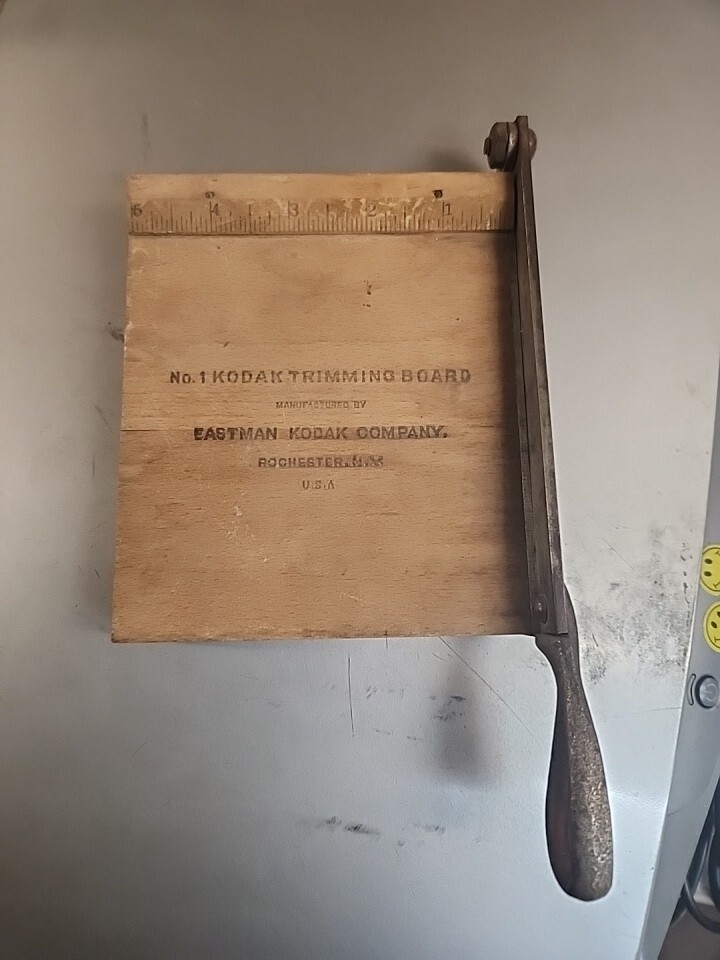 5 4 3 2 1
No. 1 KODAK TRIMMING BOARD
MANUFACTURED BY
EASTMAN KODAK COMPANY.
ROCHESTER, N.Y.
U.S.A